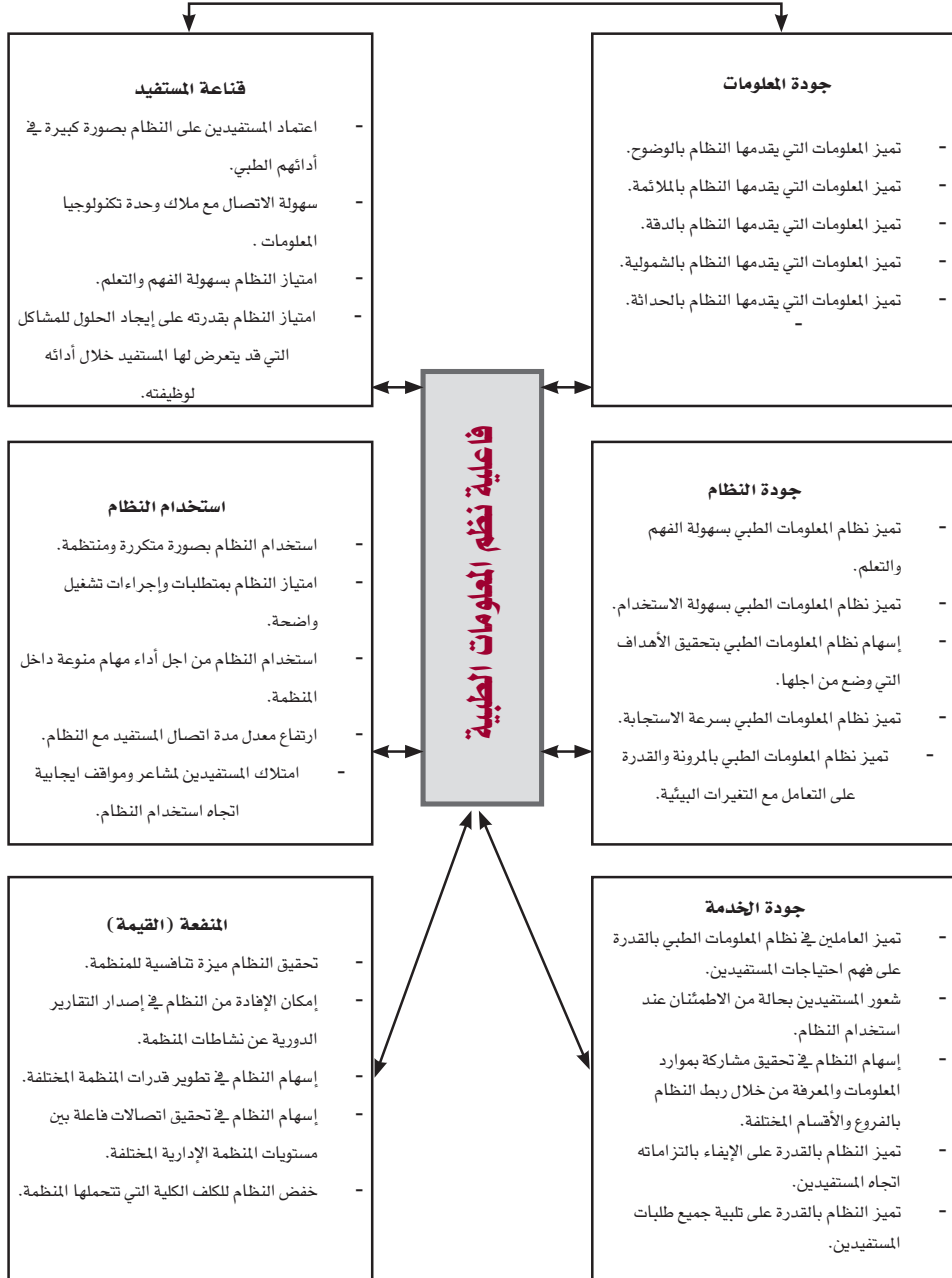 جودة المعلومات
- تميز المعلومات التي يقدمها النظام بالوضوح.
- تميز المعلومات التي يقدمها النظام بالملائمة.
- تميز المعلومات التي يقدمها النظام بالدقة.
- تميز المعلومات التي يقدمها النظام بالشمولية.
- تميز المعلومات التي يقدمها النظام بالحداثة.
-
قناعة المستفيد
- اعتماد المستفيدين على النظام بصورة كبيرة في
أدائهم الطبي.
- سهولة الاتصال مع ملاك وحدة تكنولوجيا
المعلومات .
- امتياز النظام بسهولة الفهم والتعلم.
- امتياز النظام بقدرته على إيجاد الحلول للمشاكل
التي قد يتعرض لها المستفيد خلال أدائه
لوظيفته.
فاعلية نظم المعلومات الطبية
جودة النظام
- تميز نظام المعلومات الطبي بسهولة الفهم
والتعلم.
- تميز نظام المعلومات الطبي بسهولة الاستخدام.
- إسهام نظام المعلومات الطبي بتحقيق الأهداف
التي وضع من اجلها.
- تميز نظام المعلومات الطبي بسرعة الاستجابة.
- تميز نظام المعلومات الطبي بالمرونة والقدرة
على التعامل مع التغيرات البيئية.
استخدام النظام
- استخدام النظام بصورة متكررة ومنتظمة.
- امتياز النظام بمتطلبات وإجراءات تشغيل
واضحة.
- استخدام النظام من اجل أداء مهام منوعة داخل
المنظمة.
- ارتفاع معدل مدة اتصال المستفيد مع النظام.
- امتلاك المستفيدين لمشاعر ومواقف ايجابية
اتجاه استخدام النظام.
جودة الخدمة
- تميز العاملين في نظام المعلومات الطبي بالقدرة
على فهم احتياجات المستفيدين.
- شعور المستفيدين بحالة من الاطمئنان عند
استخدام النظام.
- إسهام النظام في تحقيق مشاركة بموارد
المعلومات والمعرفة من خلال ربط النظام
بالفروع والأقسام المختلفة.
- تميز النظام بالقدرة على الإيفاء بالتزاماته
اتجاه المستفيدين.
- تميز النظام بالقدرة على تلبية جميع طلبات
المستفيدين.
المنفعة (القيمة)
- تحقيق النظام ميزة تنافسية للمنظمة.
- إمكان الإفادة من النظام في إصدار التقارير
الدورية عن نشاطات المنظمة.
- إسهام النظام في تطوير قدرات المنظمة المختلفة.
- إسهام النظام في تحقيق اتصالات فاعلة بين
مستويات المنظمة الإدارية المختلفة.
- خفض النظام للكلف الكلية التي تتحملها المنظمة.